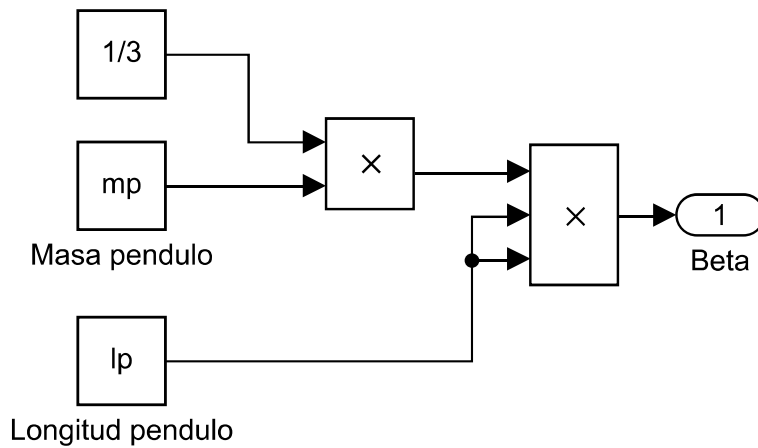 1/3
mp
Masa pendulo
lp
Longitud pendulo
×
×
1
Beta